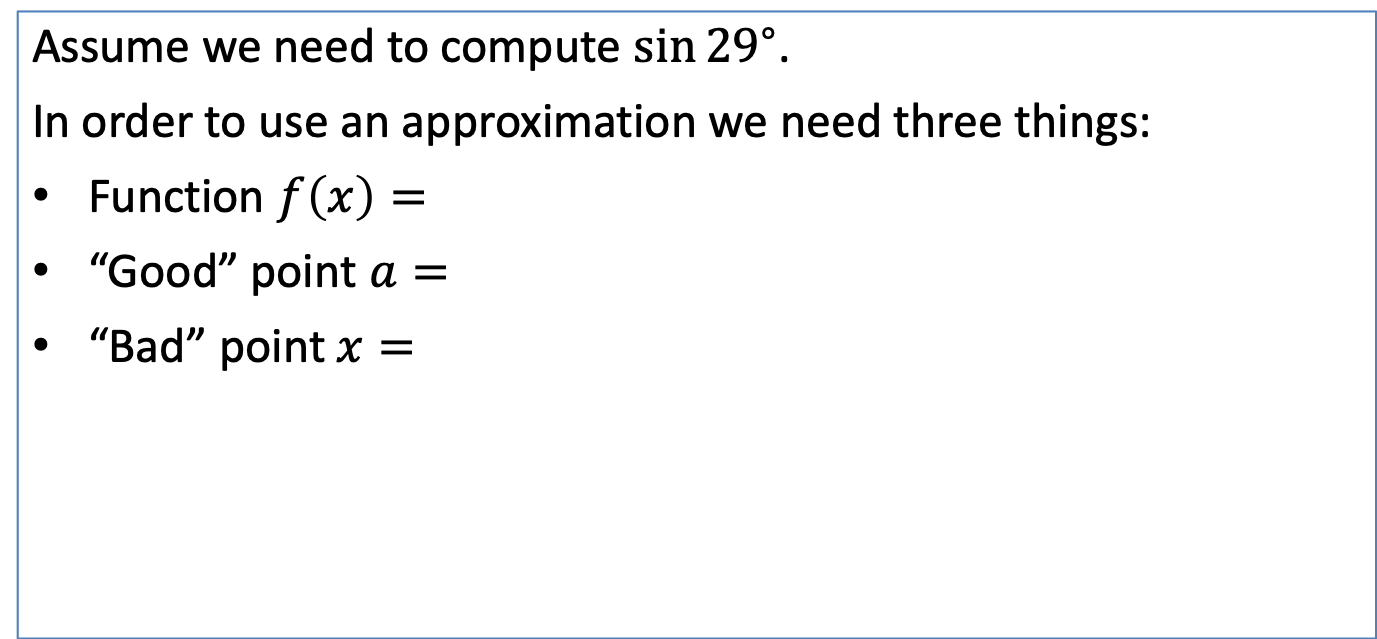 Assume we need to compute sin 29°.
In order to use an approximation we need three things:
• Function f(x) =
• “Good” point a =
• “Bad” point x =